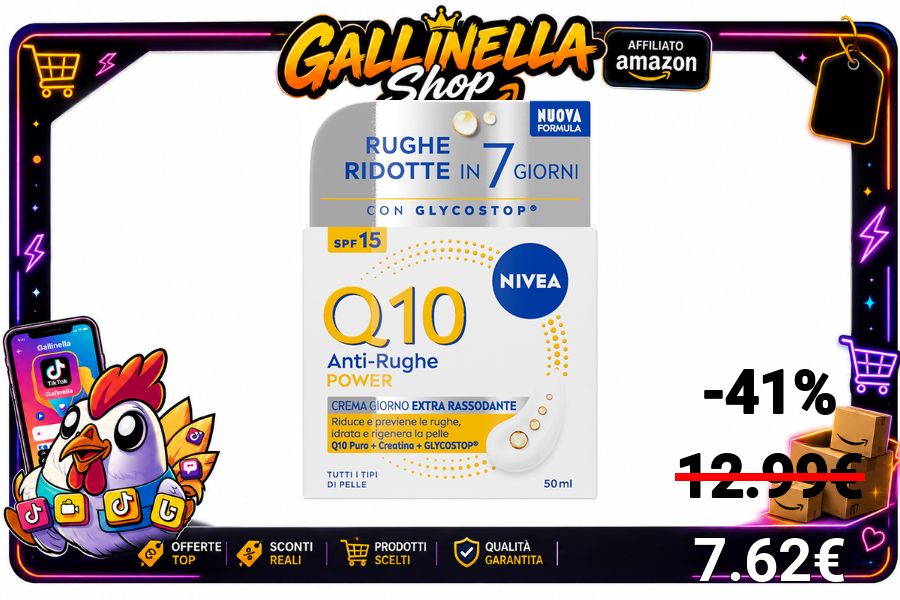 GALLINELLA
Shop
AFFILIATO
amazon
NUOVA
FORMULA
RUGHE
RIDOTTE IN 7 GIORNI
CON GLYCOSTOP®
SPF 15
NIVEA
Q10
Anti-Rughe
POWER
CREMA GIORNO EXTRA RASSODANTE
Riduce e previene le rughe,
idrata e rigenera la pelle
Q10 Puro + Creatina + GLYCOSTOP®
TUTTI I TIPI
DI PELLE
50 ml
Gallinella
TikTok
Gallinella
-41%
12.99€
7.62€
OFFERTE
TOP
SCONTI
REALI
PRODOTTI
SCELTI
QUALITÀ
GARANTITA